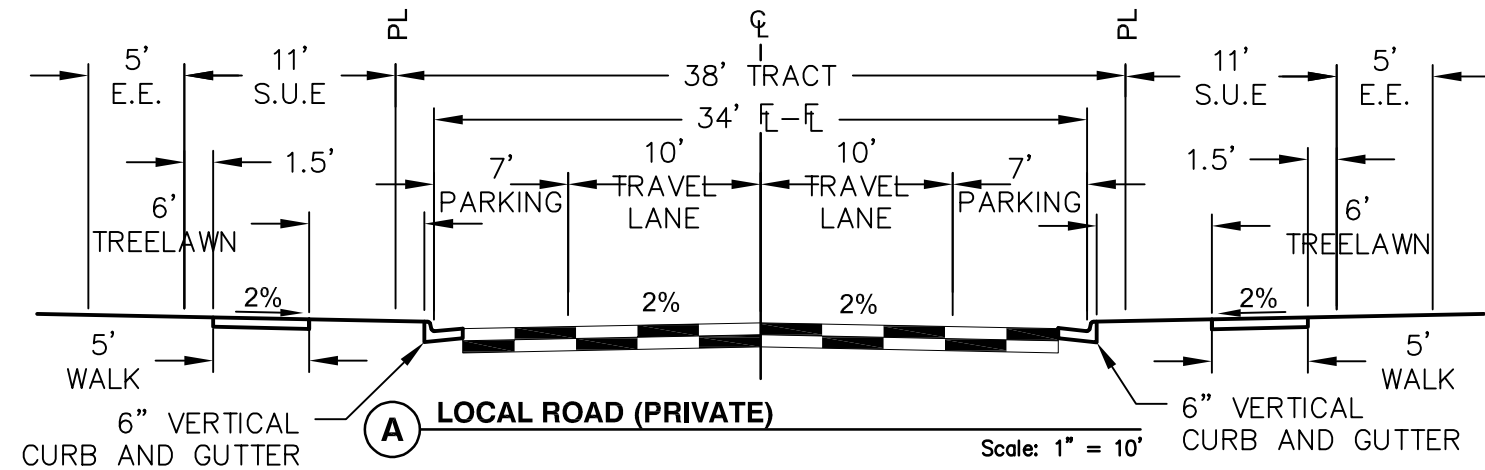 PL
℄
PL
5'
E.E.
11'
S.U.E
38' TRACT
11'
S.U.E
5'
E.E.
34' FL-FL
1.5'
7'
PARKING
10'
TRAVEL
LANE
10'
TRAVEL
LANE
7'
PARKING
1.5'
6'
TREELAWN
6'
TREELAWN
2%
2%
2%
2%
5'
WALK
5'
WALK
6" VERTICAL
CURB AND GUTTER
A
LOCAL ROAD (PRIVATE)
Scale: 1" = 10'
6" VERTICAL
CURB AND GUTTER